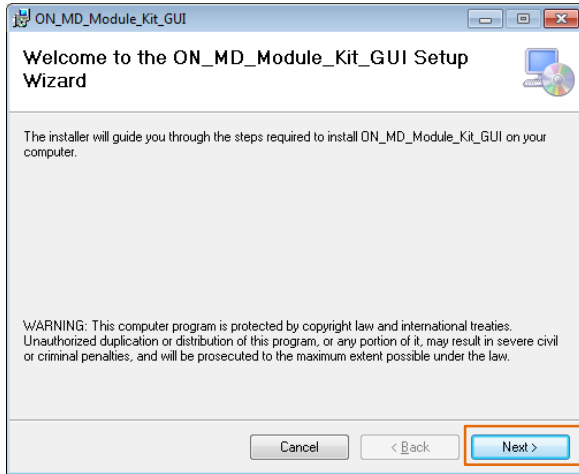 ON_MD_Module_Kit_GUI
Welcome to the ON_MD_Module_Kit_GUI Setup
Wizard
The installer will guide you through the steps required to install ON_MD_Module_Kit_GUI on your
computer.
WARNING: This computer program is protected by copyright law and international treaties.
Unauthorized duplication or distribution of this program, or any portion of it, may result in severe civil
or criminal penalties, and will be prosecuted to the maximum extent possible under the law.
Cancel
< Back
Next >